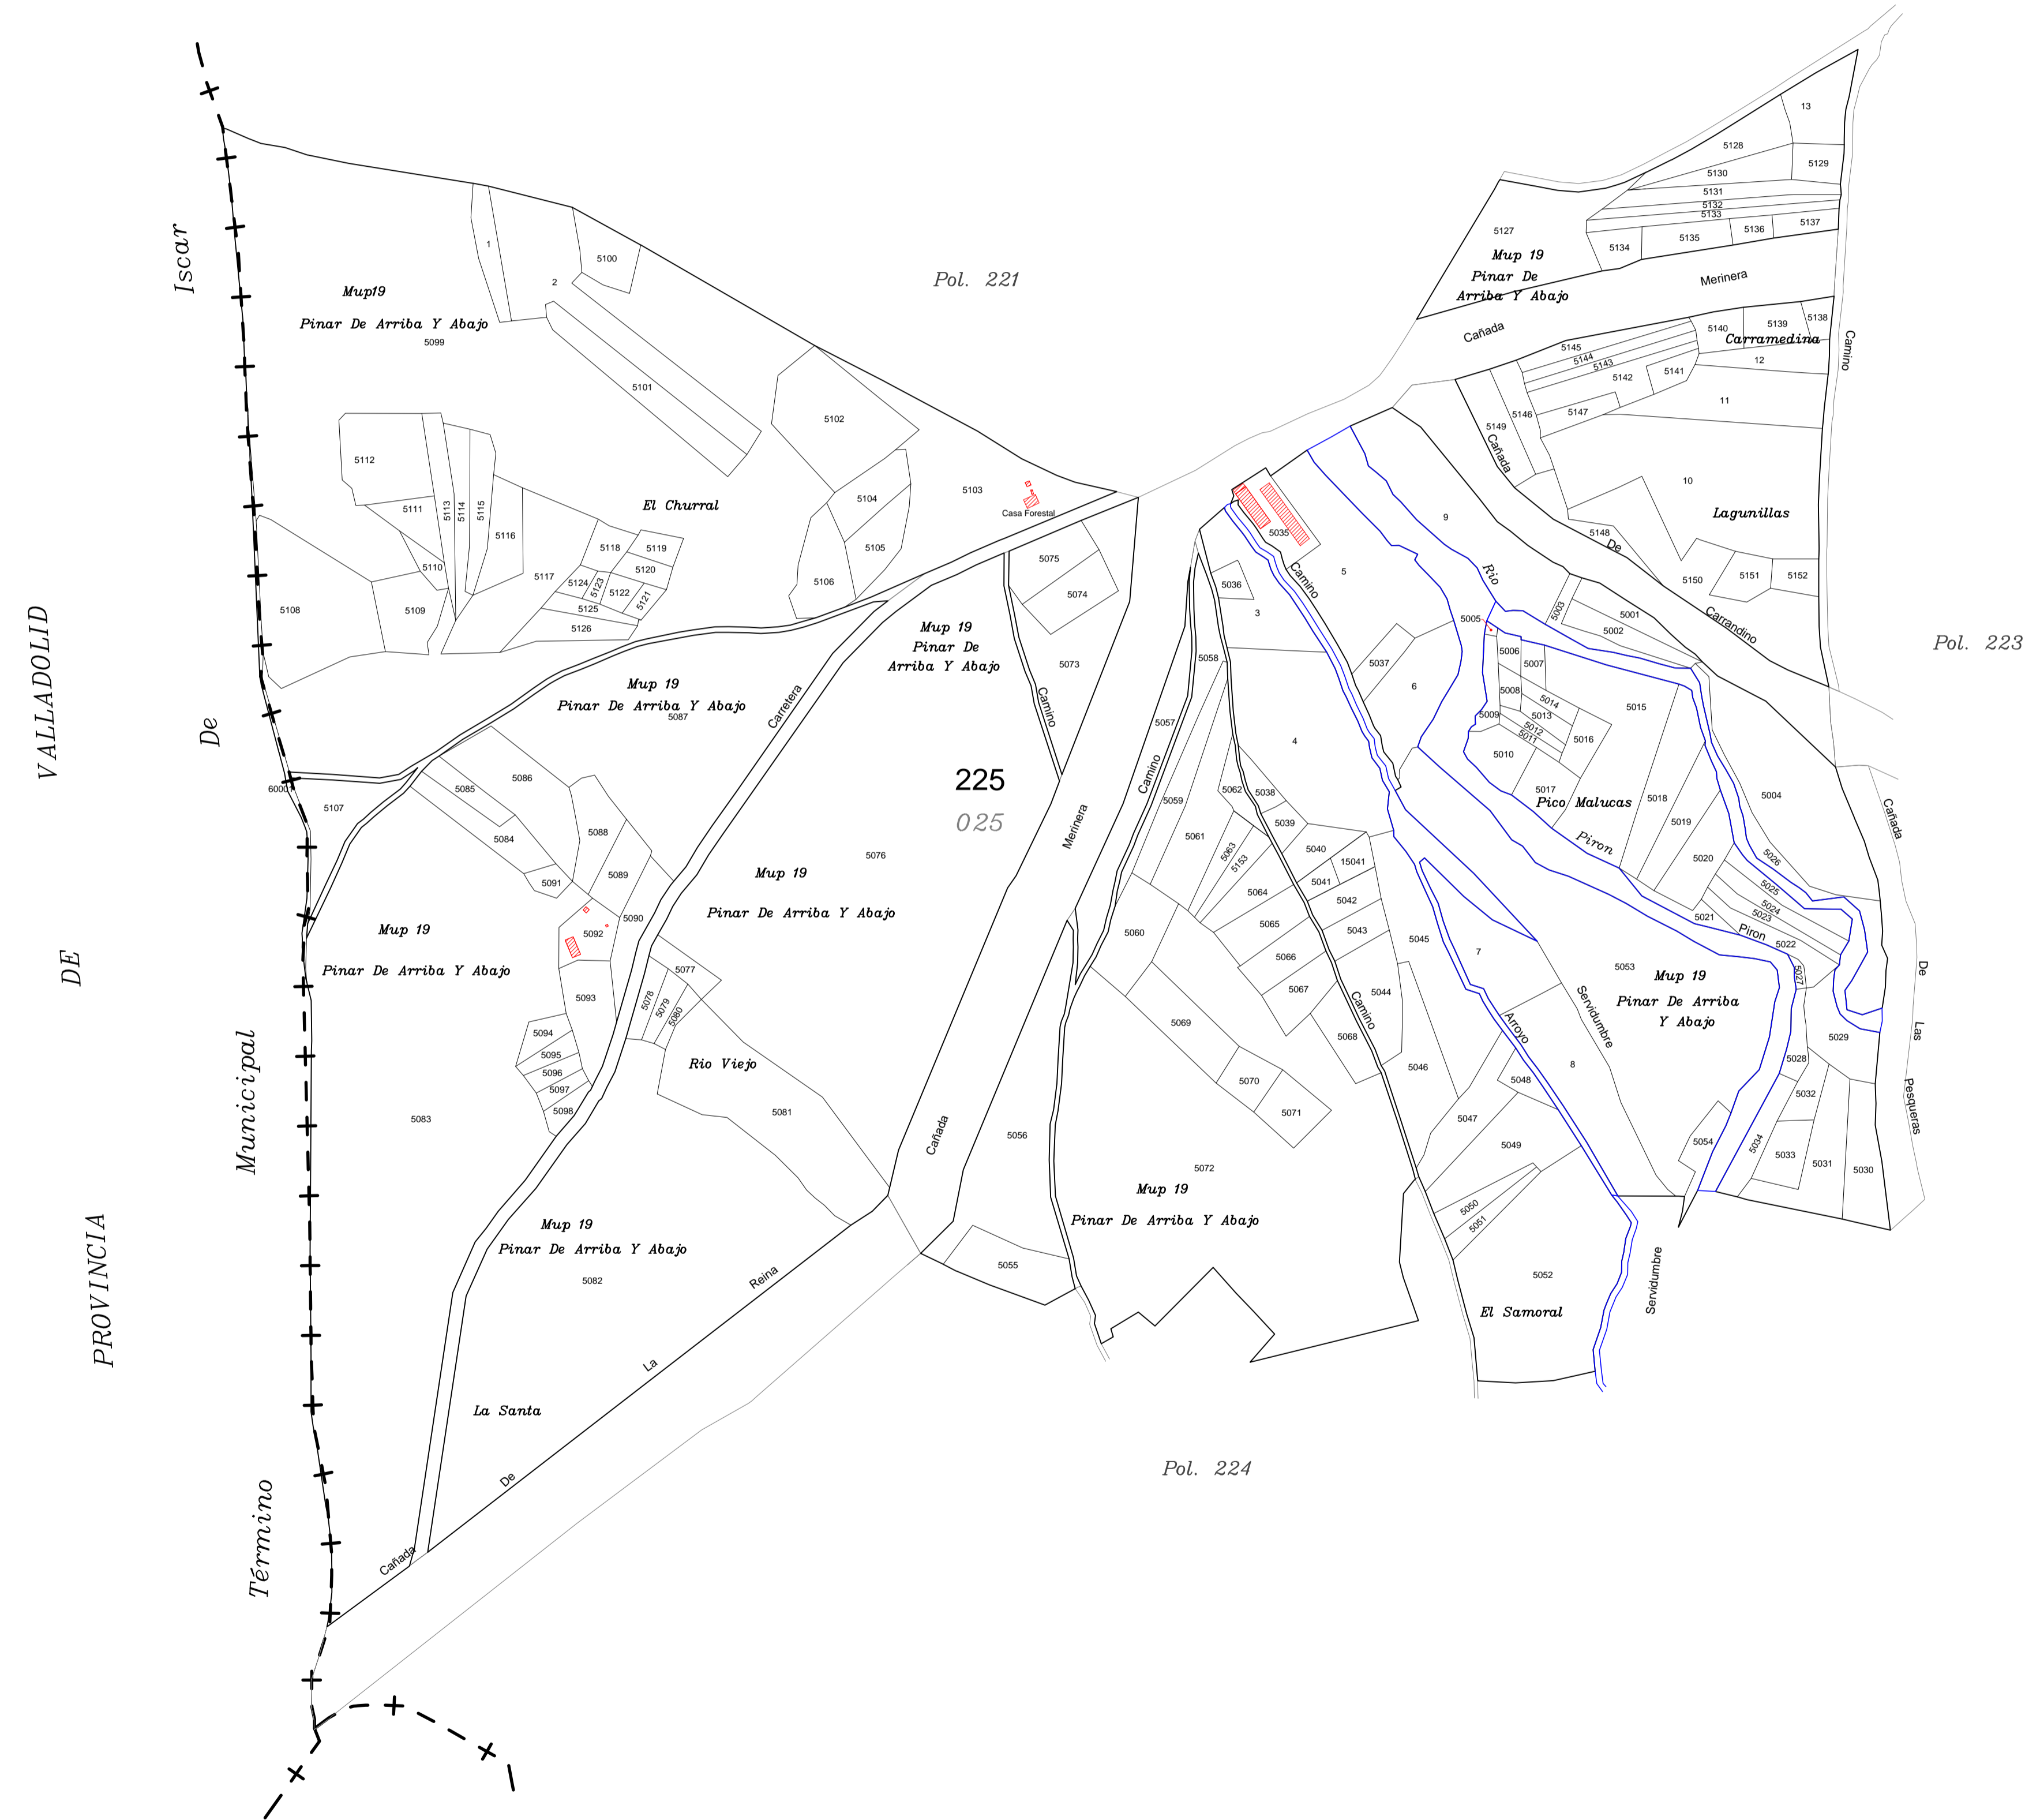 VALLADOLID
DE
PROVINCIA
Iscar
De
Municipal
Término
Pol. 221
Pol. 223
Pol. 224
225
025
Mup19
Pinar De Arriba Y Abajo
5099
1
2
5100
5101
5102
5103
Casa Forestal
5104
5105
5106
El Churral
5112
5111
5110
5113
5114
5115
5116
5117
5118
5119
5120
5121
5122
5123
5124
5125
5126
5108
5109
5107
Mup 19
Pinar De Arriba Y Abajo
5087
Carretera
5086
5085
5084
5088
5089
5090
5091
5092
5093
5094
5095
5096
5097
5098
Mup 19
Pinar De Arriba Y Abajo
5083
5077
5078
5079
5080
Rio Viejo
5081
Mup 19
Pinar De Arriba Y Abajo
5082
La Santa
Cañada
De
La
Reina
Mup 19
Pinar De
Arriba Y Abajo
5075
5074
5073
Camino
5076
Mup 19
Pinar De Arriba Y Abajo
Merinera
Cañada
5056
5055
5057
5058
Camino
5059
5060
5061
5062
5063
5153
5064
5065
5066
5067
5068
5069
5070
5071
5072
Mup 19
Pinar De Arriba Y Abajo
5035
5036
3
4
5
6
5037
5038
5039
5040
15041
5041
5042
5043
5044
5045
5046
5047
5048
5049
5050
5051
5052
El Samoral
Camino
Camino
Arroyo
7
8
Servidumbre
Servidumbre
5053
Mup 19
Pinar De Arriba
Y Abajo
5054
9
Rio
5005
5006
5007
5008
5009
5010
5011
5012
5013
5014
5015
5016
5017
Pico Malucas
Piron
5018
5019
5020
5021
5022
5023
5024
5025
5026
Piron
5027
5028
5029
5030
5031
5032
5033
5034
5001
5002
5003
5004
Cañada
De
Las
Pesqueras
13
5128
5129
5130
5131
5132
5133
5134
5135
5136
5137
5127
Mup 19
Pinar De
Arriba Y Abajo
Cañada
Merinera
5138
5139
5140
Carramedina
5141
5142
5143
5144
5145
5146
5147
5149
5148
12
11
10
Lagunillas
5150
5151
5152
Camino
Cañada
De
Carrandino